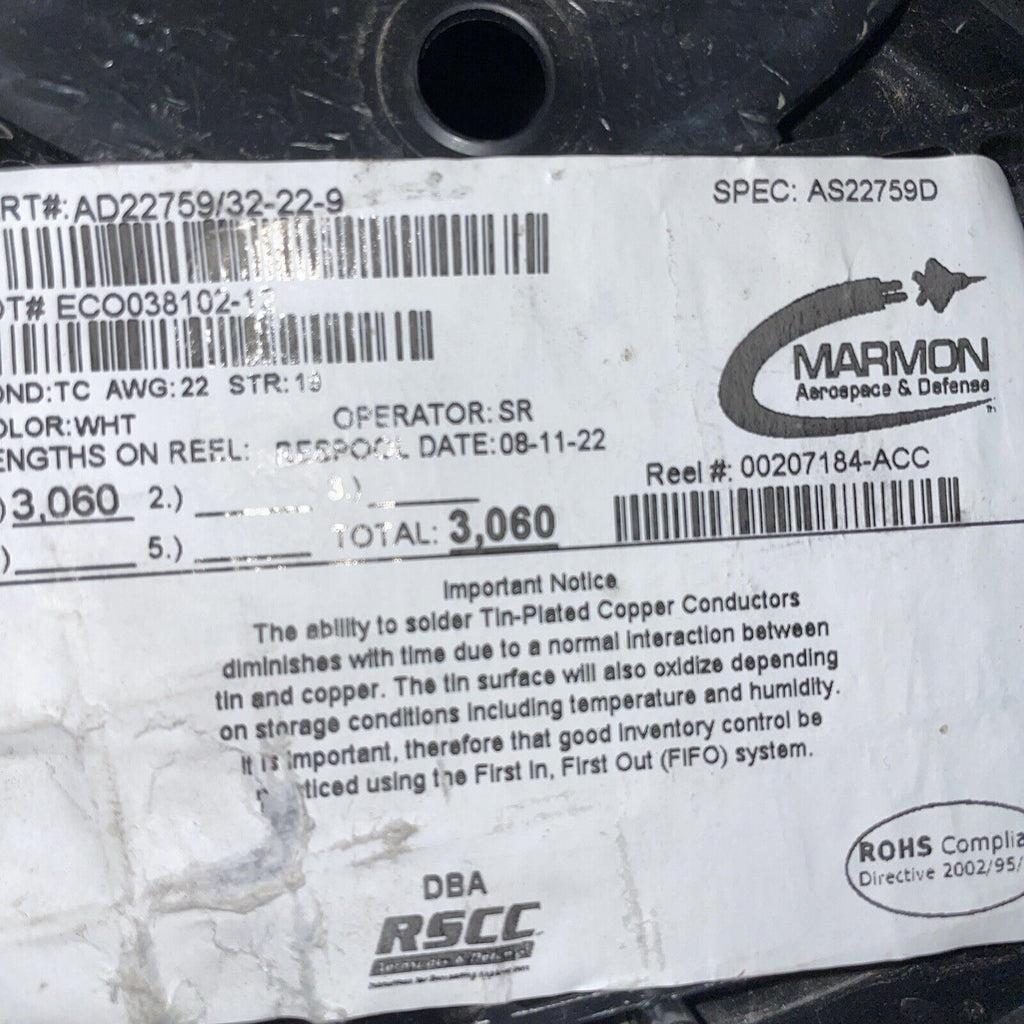 RT#: AD22759/32-22-9
SPEC: AS22759D
OT# ECO038102-1
OND:TC AWG:22 STR:19
OLOR:WHT
OPERATOR: SR
ENGTHS ON REEL: RESPOOL DATE: 08-11-22
MARMON
Aerospace & Defense
TM
Reel #: 00207184-ACC
) 3,060 2.) 3.)
) 5.) TOTAL: 3,060
Important Notice
The ability to solder Tin-Plated Copper Conductors
diminishes with time due to a normal interaction between
tin and copper. The tin surface will also oxidize depending
on storage conditions including temperature and humidity.
It is important, therefore that good inventory control be
ticed using the First In, First Out (FIFO) system.
ROHS Complia
Directive 2002/95/
DBA
RSCC